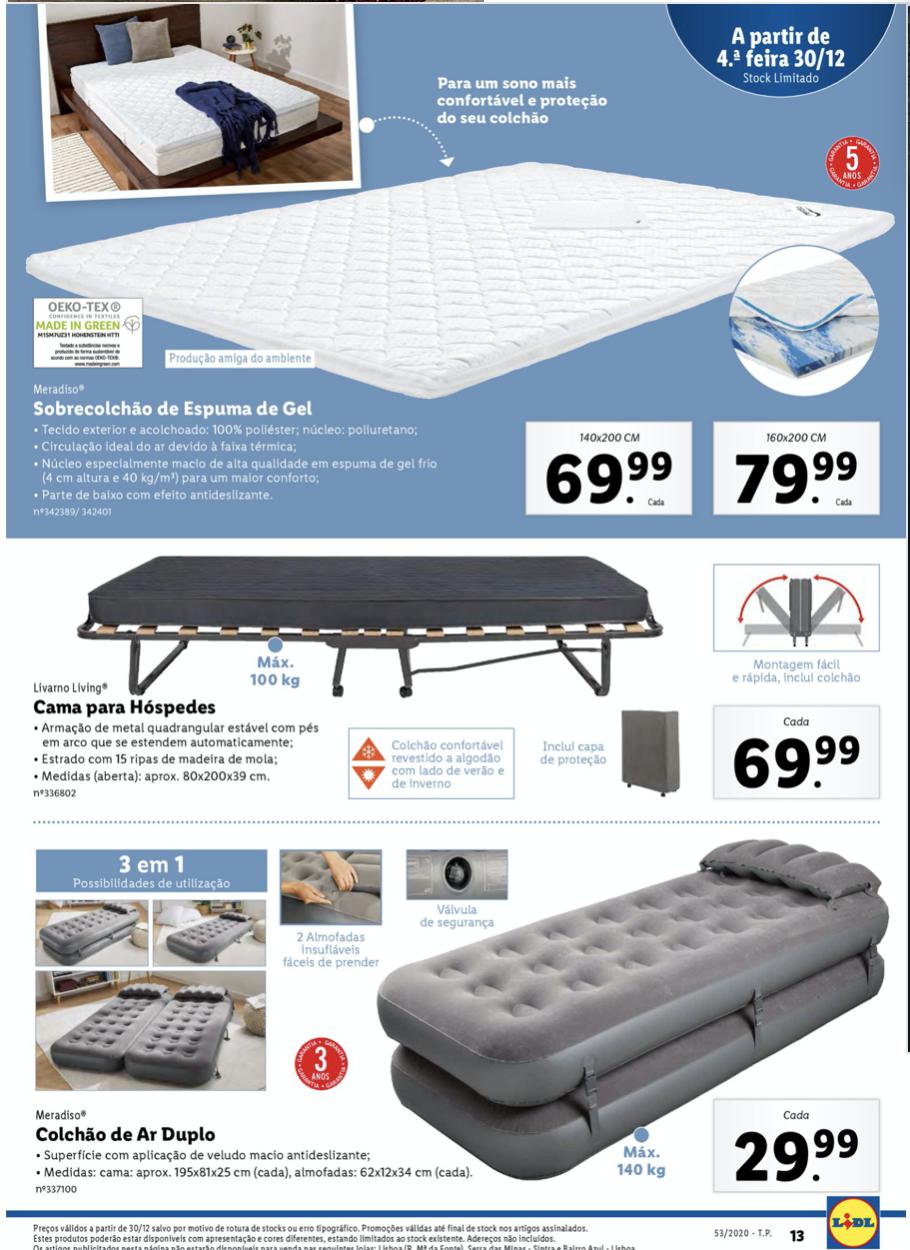 A partir de
4.ª feira 30/12
Stock Limitado
Para um sono mais
confortável e proteção
do seu colchão
GARANTIA • GARANTIA •
5
ANOS
GARANTIA • GARANTIA
OEKO-TEX®
CONFIDENCE IN TEXTILES
MADE IN GREEN
M15M7UZ31 HOHENSTEIN HTTI
Testado a substâncias nocivas e
produzido de forma sustentável de
acordo com as normas OEKO-TEX®.
www.madeingreen.com
Produção amiga do ambiente
Meradiso®
Sobrecolchão de Espuma de Gel
• Tecido exterior e acolchoado: 100% poliéster; núcleo: poliuretano;
• Circulação ideal do ar devido à faixa térmica;
• Núcleo especialmente macio de alta qualidade em espuma de gel frio
(4 cm altura e 40 kg/m³) para um maior conforto;
• Parte de baixo com efeito antideslizante.
nº342389/ 342401
140x200 CM
69.99
Cada
160x200 CM
79.99
Cada
Máx.
100 kg
Montagem fácil
e rápida, inclui colchão
Livarno Living®
Cama para Hóspedes
• Armação de metal quadrangular estável com pés
em arco que se estendem automaticamente;
• Estrado com 15 ripas de madeira de mola;
• Medidas (aberta): aprox. 80x200x39 cm.
nº336802
Colchão confortável
revestido a algodão
com lado de verão e
de inverno
Inclui capa
de proteção
Cada
69.99
3 em 1
Possibilidades de utilização
2 Almofadas
insufláveis
fáceis de prender
Válvula
de segurança
GARANTIA • GARANTIA •
3
ANOS
GARANTIA • GARANTIA
Meradiso®
Colchão de Ar Duplo
• Superfície com aplicação de veludo macio antideslizante;
• Medidas: cama: aprox. 195x81x25 cm (cada), almofadas: 62x12x34 cm (cada).
nº337100
Máx.
140 kg
Cada
29.99
Preços válidos a partir de 30/12 salvo por motivo de rotura de stocks ou erro tipográfico. Promoções válidas até final de stock nos artigos assinalados.
Estes produtos poderão estar disponíveis com apresentação e cores diferentes, estando limitados ao stock existente. Adereços não incluídos.
Os artigos publicitados nesta página não estarão disponíveis para venda nas seguintes lojas: Lisboa (R. Mª da Fonte), Serra das Minas - Sintra e Bairro Azul - Lisboa
53/2020 - T.P.
13
LIDL